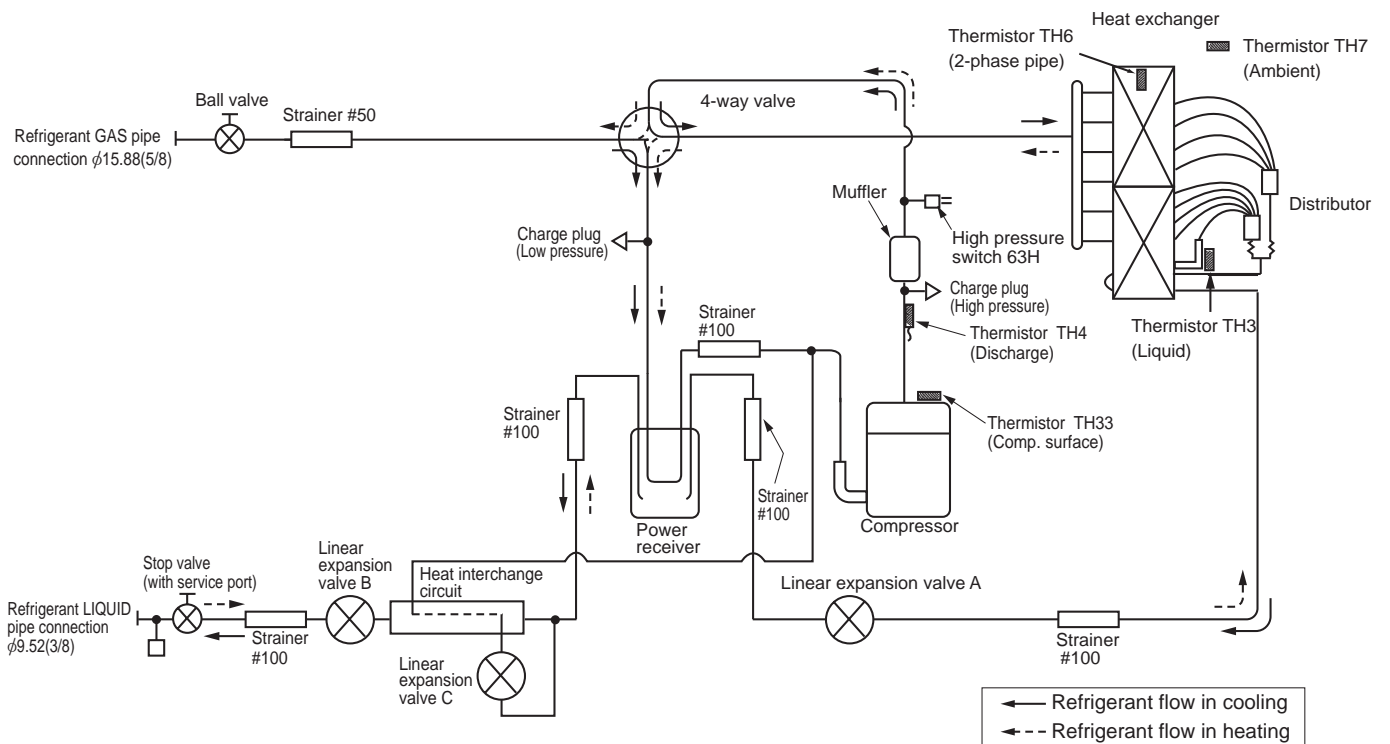 Heat exchanger
Thermistor TH6
(2-phase pipe)
Thermistor TH7
(Ambient)
Ball valve
Strainer #50
4-way valve
Refrigerant GAS pipe
connection ϕ15.88(5/8)
Muffler
Distributor
Charge plug
(Low pressure)
High pressure
switch 63H
Charge plug
(High pressure)
Strainer
#100
Thermistor TH4
(Discharge)
Thermistor TH3
(Liquid)
Strainer
#100
Thermistor TH33
(Comp. surface)
Strainer
#100
Compressor
Power
receiver
Stop valve
(with service port)
Linear
expansion
valve B
Heat interchange
circuit
Linear expansion valve A
Refrigerant LIQUID
pipe connection
ϕ9.52(3/8)
Strainer
#100
Linear
expansion
valve C
Strainer
#100
Refrigerant flow in cooling
Refrigerant flow in heating